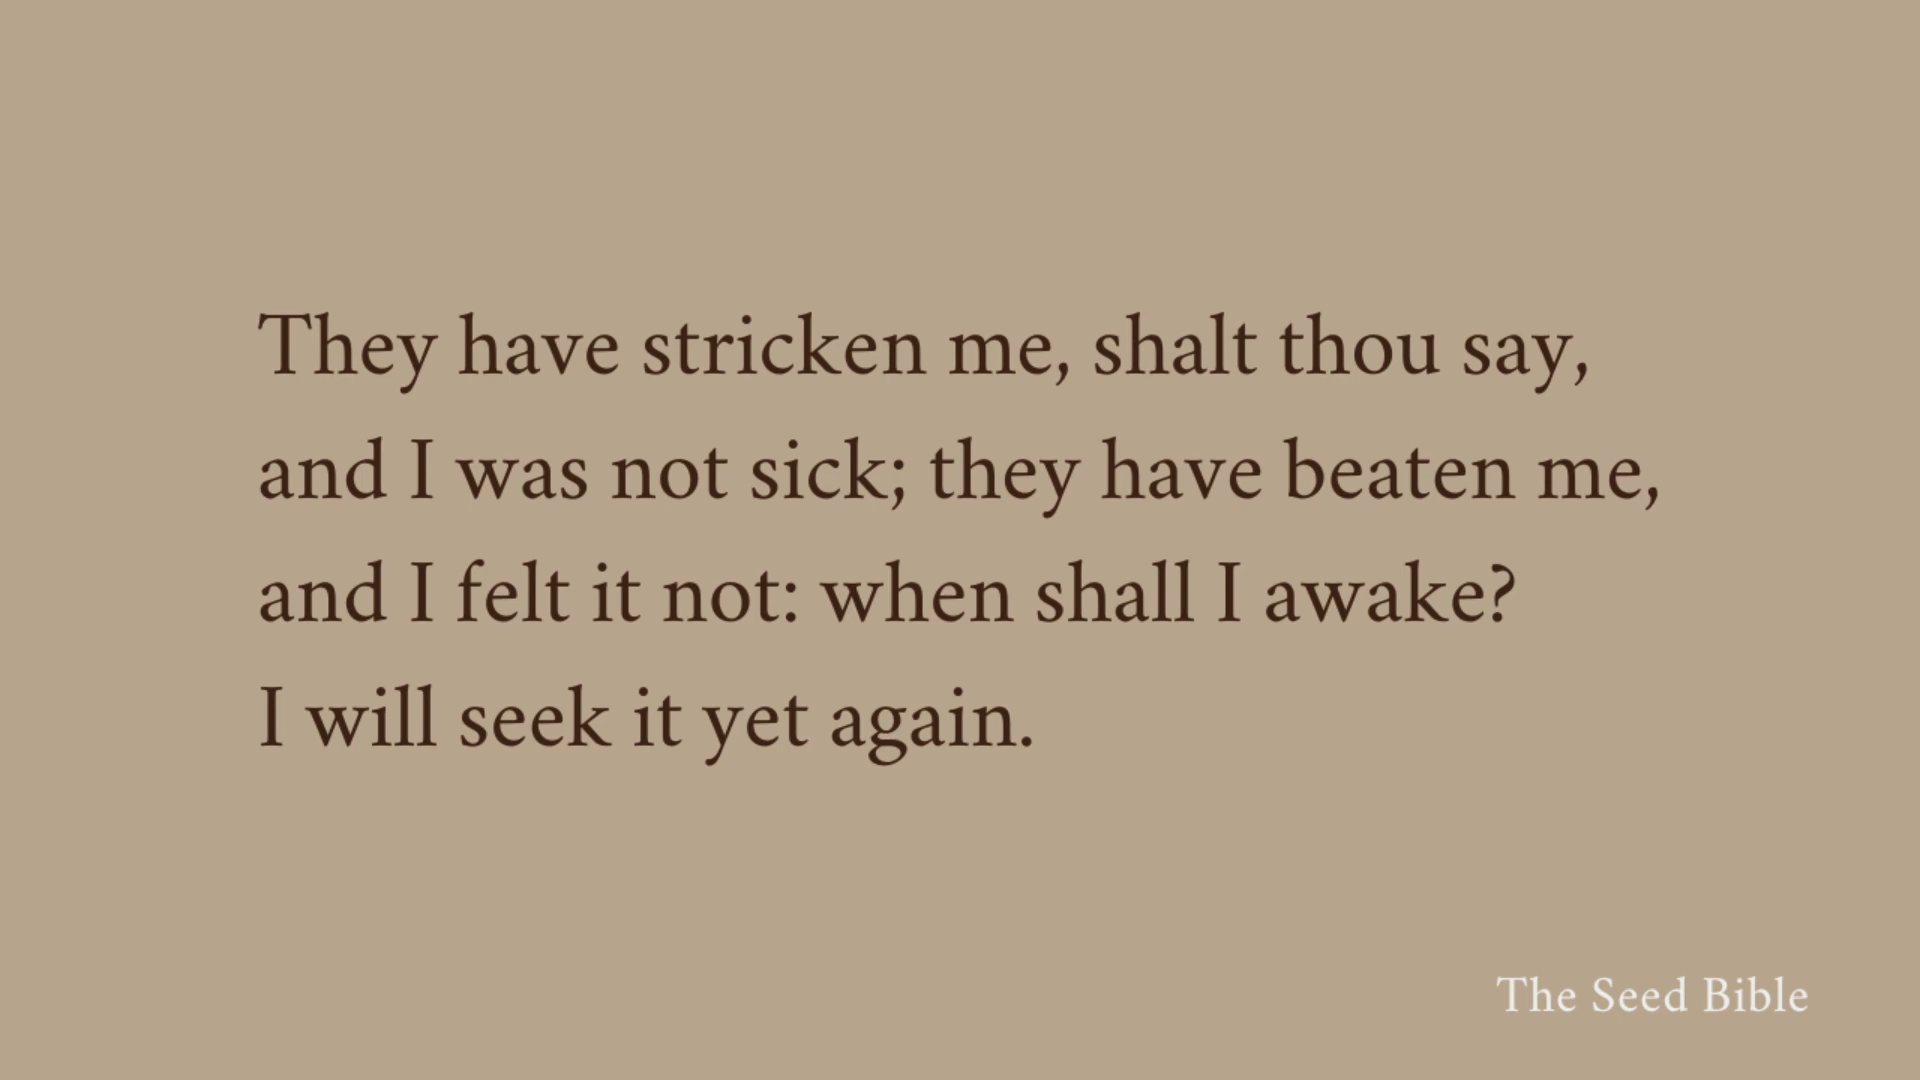 They have stricken me, shalt thou say,
and I was not sick; they have beaten me,
and I felt it not: when shall I awake?
I will seek it yet again.
The Seed Bible